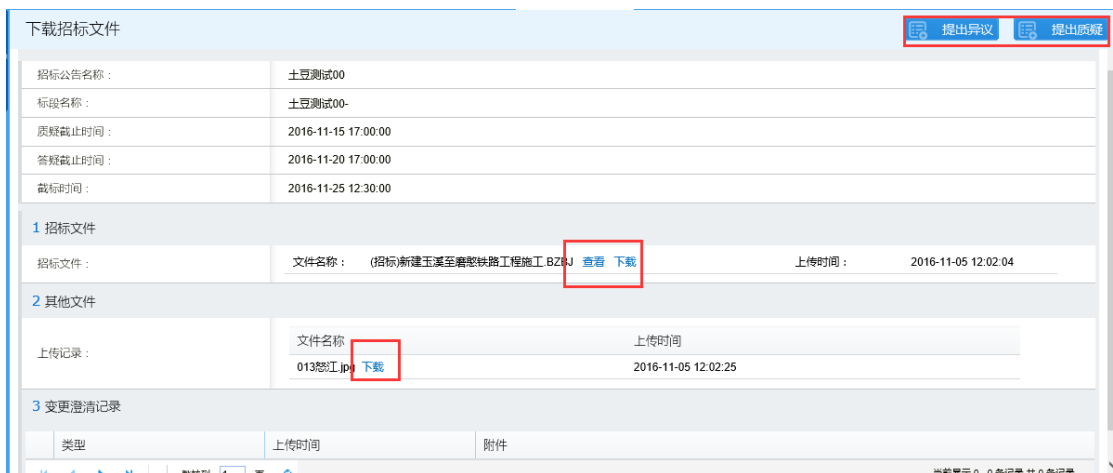 下载招标文件 提出异议 提出质疑
招标公告名称： 土豆测试00
标段名称： 土豆测试00-
质疑截止时间： 2016-11-15 17:00:00
答疑截止时间： 2016-11-20 17:00:00
截标时间： 2016-11-25 12:30:00
1 招标文件
招标文件： 文件名称： (招标)新建玉溪至磨憨铁路工程施工.BZBJ 查看 下载 上传时间： 2016-11-05 12:02:04
2 其他文件
文件名称 上传时间
上传记录：
013怒江.jpg 下载 2016-11-05 12:02:25
3 变更澄清记录
类型 上传时间 附件
1 页